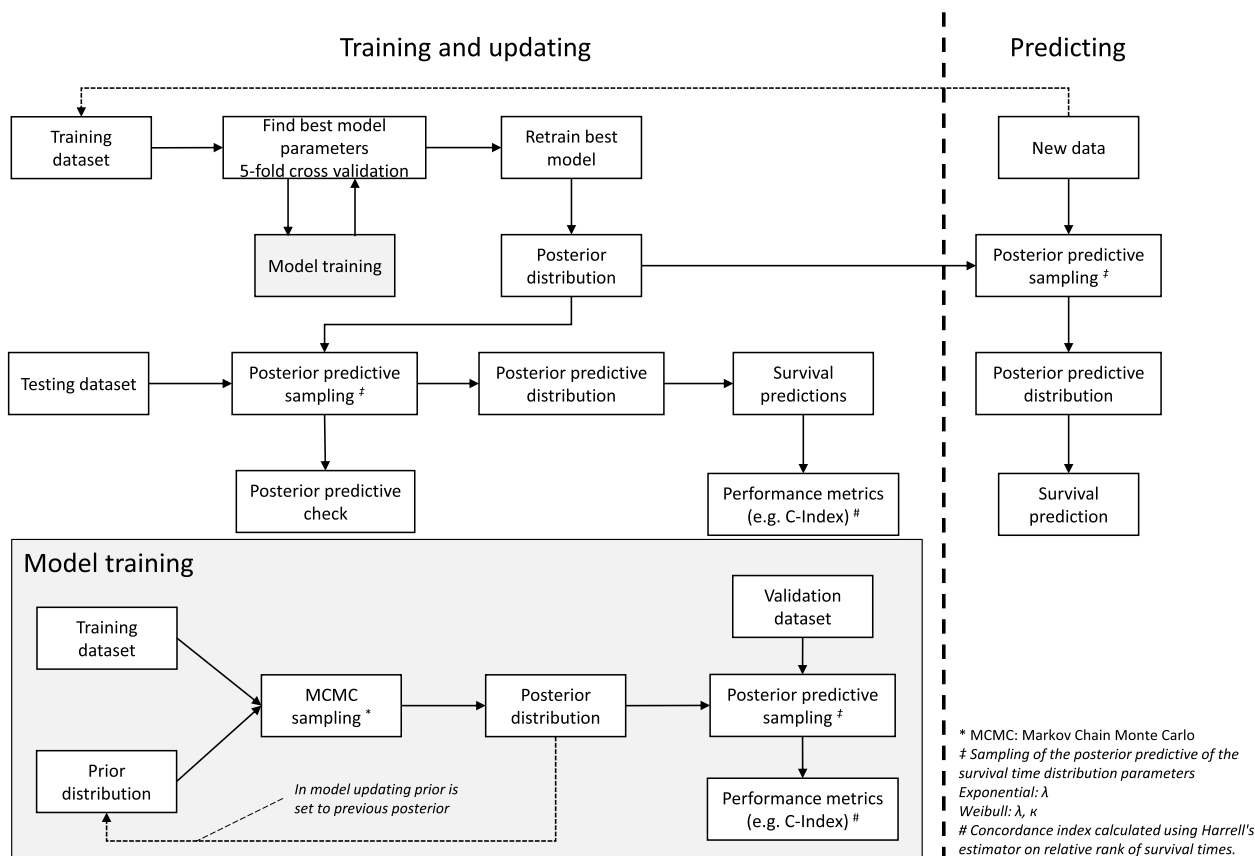 Training and updating
Predicting
Training
dataset
Find best model
parameters
5-fold cross validation
Retrain best
model
New data
Model training
Posterior
distribution
Posterior predictive
sampling ‡
Testing dataset
Posterior predictive
sampling ‡
Posterior predictive
distribution
Survival
predictions
Posterior predictive
distribution
Posterior predictive
check
Performance metrics
(e.g. C-Index) #
Survival
prediction
Model training
Training
dataset
Validation
dataset
MCMC
sampling *
Posterior
distribution
Posterior predictive
sampling ‡
Prior
distribution
In model updating prior is
set to previous posterior
Performance metrics
(e.g. C-Index) #
* MCMC: Markov Chain Monte Carlo
‡ Sampling of the posterior predictive of the
survival time distribution parameters
Exponential: λ
Weibull: λ, κ
# Concordance index calculated using Harrell's
estimator on relative rank of survival times.